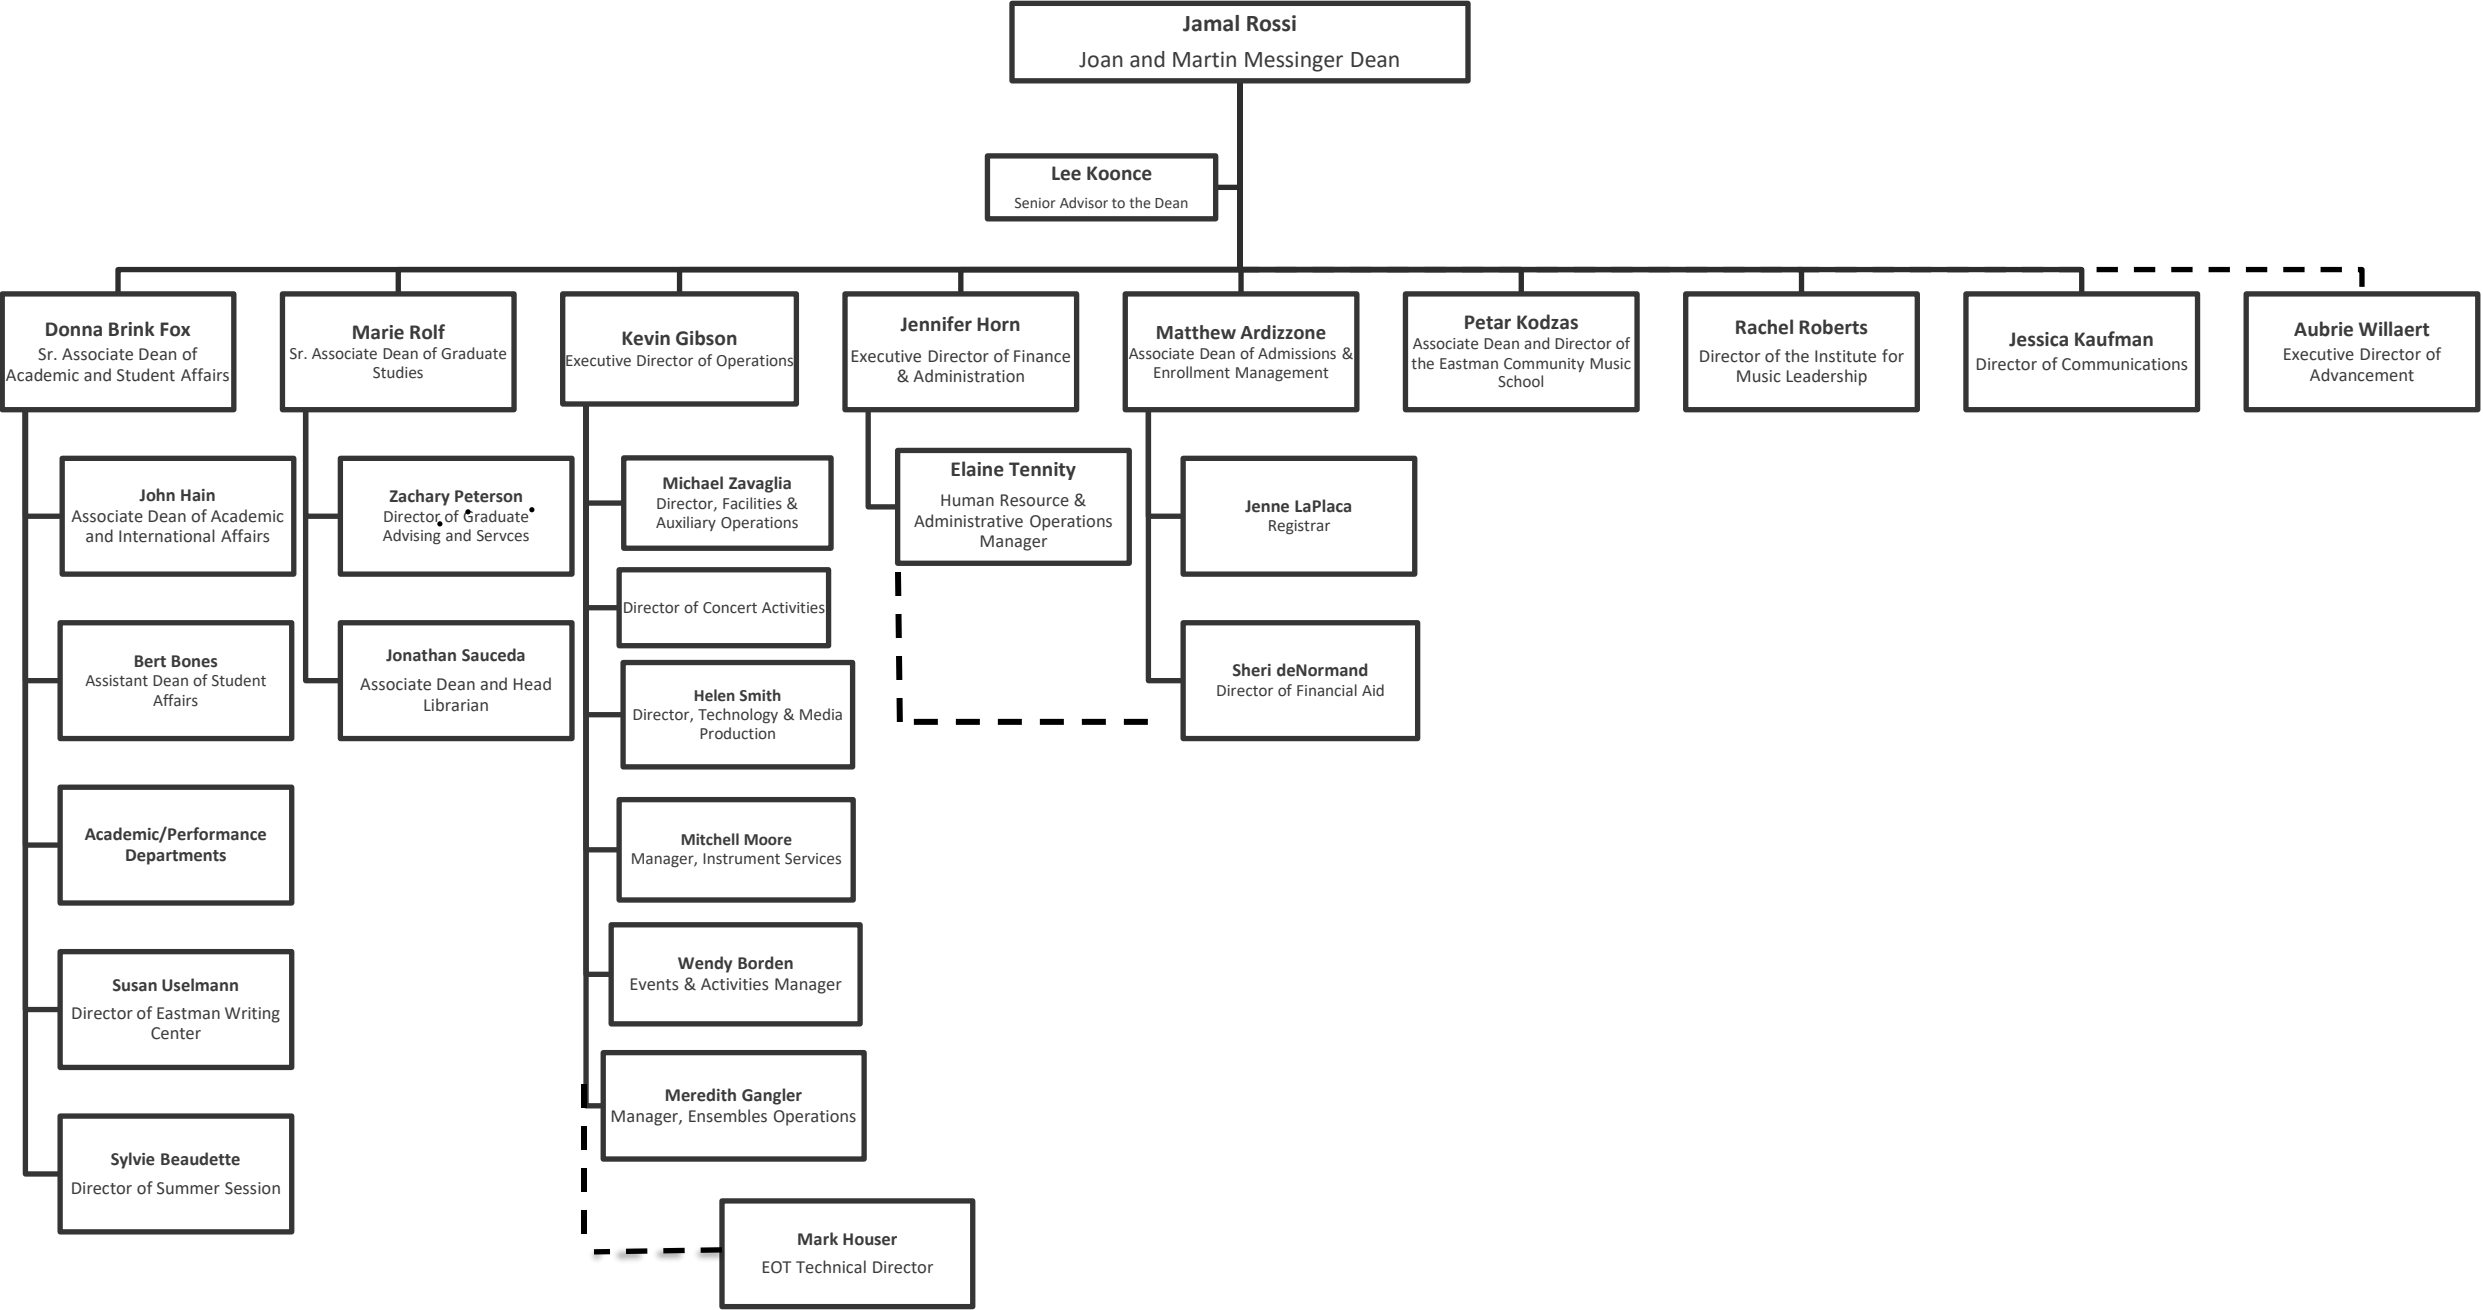 Jamal Rossi
Joan and Martin Messinger Dean
Lee Koonce
Senior Advisor to the Dean
Donna Brink Fox
Sr. Associate Dean of
Academic and Student Affairs
Marie Rolf
Sr. Associate Dean of Graduate
Studies
Kevin Gibson
Executive Director of Operations
Jennifer Horn
Executive Director of Finance
& Administration
Matthew Ardizzone
Associate Dean of Admissions &
Enrollment Management
Petar Kodzas
Associate Dean and Director of
the Eastman Community Music
School
Rachel Roberts
Director of the Institute for
Music Leadership
Jessica Kaufman
Director of Communications
Aubrie Willaert
Executive Director of
Advancement
John Hain
Associate Dean of Academic
and International Affairs
Bert Bones
Assistant Dean of Student
Affairs
Academic/Performance
Departments
Susan Uselmann
Director of Eastman Writing
Center
Sylvie Beaudette
Director of Summer Session
Zachary Peterson
Director of Graduate
Advising and Servces
Jonathan Sauceda
Associate Dean and Head
Librarian
Michael Zavaglia
Director, Facilities &
Auxiliary Operations
Director of Concert Activities
Helen Smith
Director, Technology & Media
Production
Mitchell Moore
Manager, Instrument Services
Wendy Borden
Events & Activities Manager
Meredith Gangler
Manager, Ensembles Operations
Mark Houser
EOT Technical Director
Elaine Tennity
Human Resource &
Administrative Operations
Manager
Jenne LaPlaca
Registrar
Sheri deNormand
Director of Financial Aid